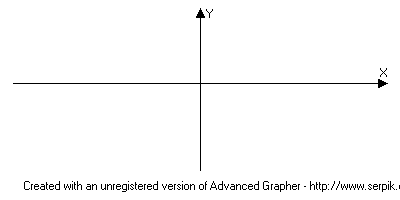 Y
X
Created with an unregistered version of Advanced Grapher - http://www.serpik.